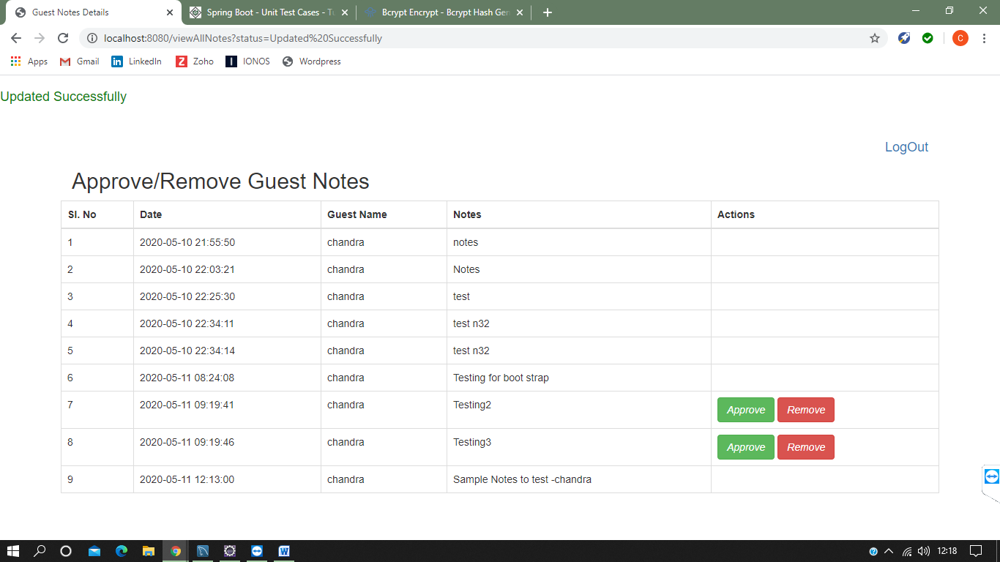 Guest Notes Details
Spring Boot - Unit Test Cases - Tu
Bcrypt Encrypt - Bcrypt Hash Gen
localhost:8080/viewAllNotes?status=Updated%20Successfully
C
Apps Gmail LinkedIn Zoho IONOS Wordpress
Updated Successfully
LogOut
Approve/Remove Guest Notes
Sl. No Date Guest Name Notes Actions
1 2020-05-10 21:55:50 chandra notes
2 2020-05-10 22:03:21 chandra Notes
3 2020-05-10 22:25:30 chandra test
4 2020-05-10 22:34:11 chandra test n32
5 2020-05-10 22:34:14 chandra test n32
6 2020-05-11 08:24:08 chandra Testing for boot strap
7 2020-05-11 09:19:41 chandra Testing2 Approve Remove
8 2020-05-11 09:19:46 chandra Testing3 Approve Remove
9 2020-05-11 12:13:00 chandra Sample Notes to test -chandra
12:18